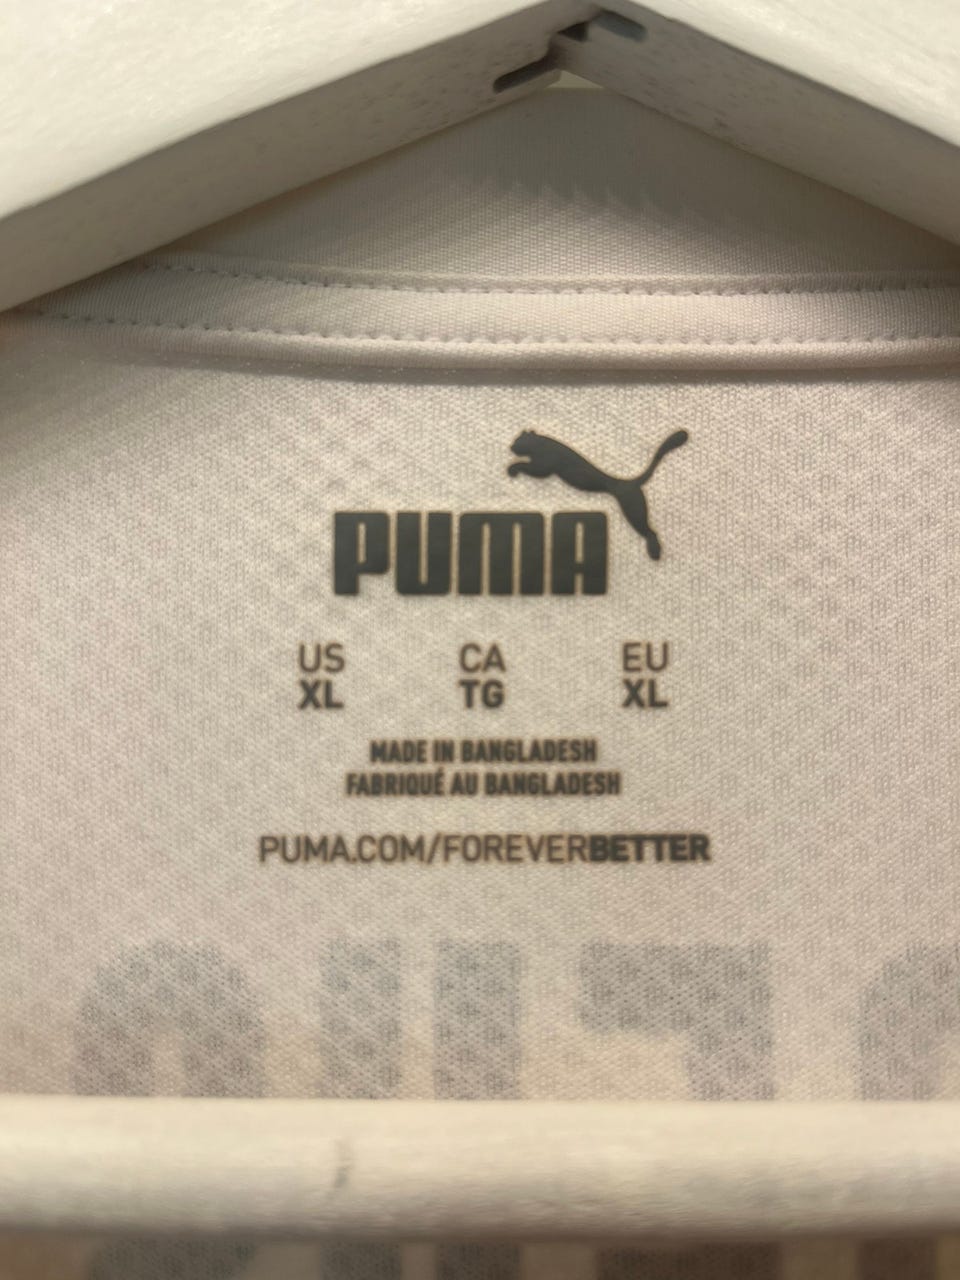 PUMA
US CA EU
XL TG XL
MADE IN BANGLADESH
FABRIQUÉ AU BANGLADESH
PUMA.COM/FOREVERBETTER